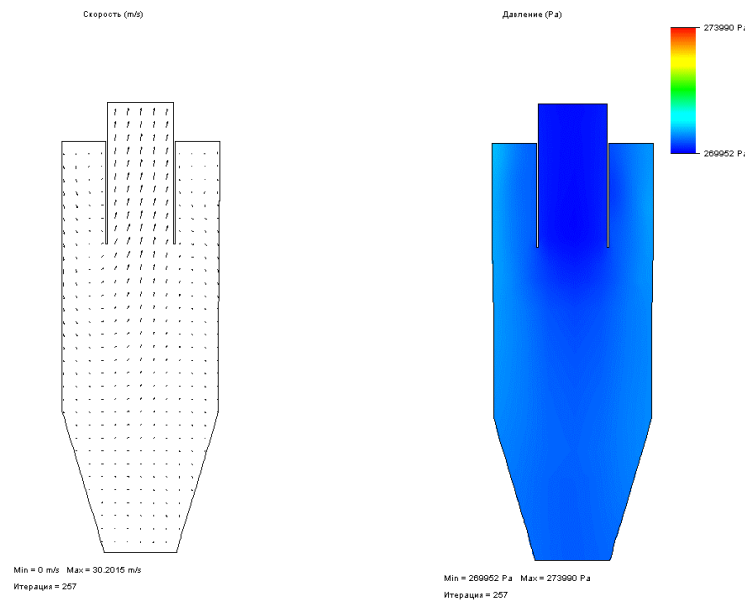 Скорость (m/s)
Давление (Pa)
273990 Pa
269952 Pa
Min = 0 m/s Max = 30.2015 m/s
Итерация = 257
Min = 269952 Pa Max = 273990 Pa
Итерация = 257